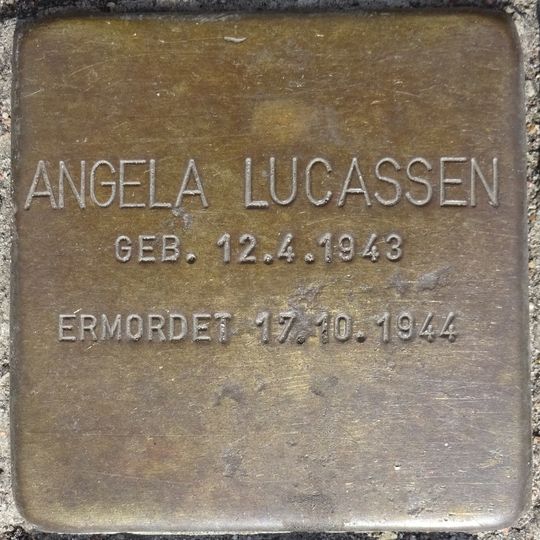 ANGELA LUCASSEN
GEB. 12.4.1943
ERMORDET 17.10.1944